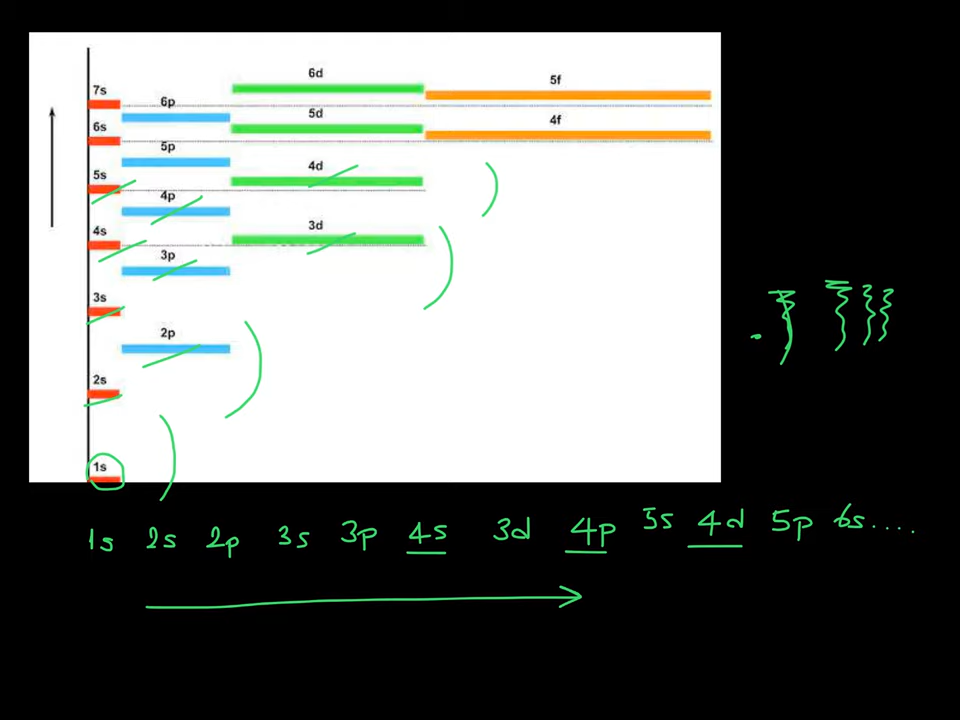 6d
5f
7s
6p
5d
4f
6s
5p
4d
5s
4p
3d
4s
3p
3s
2p
2s
1s
1s 2s 2p 3s 3p 4s 3d 4p 5s 4d 5p 6s....